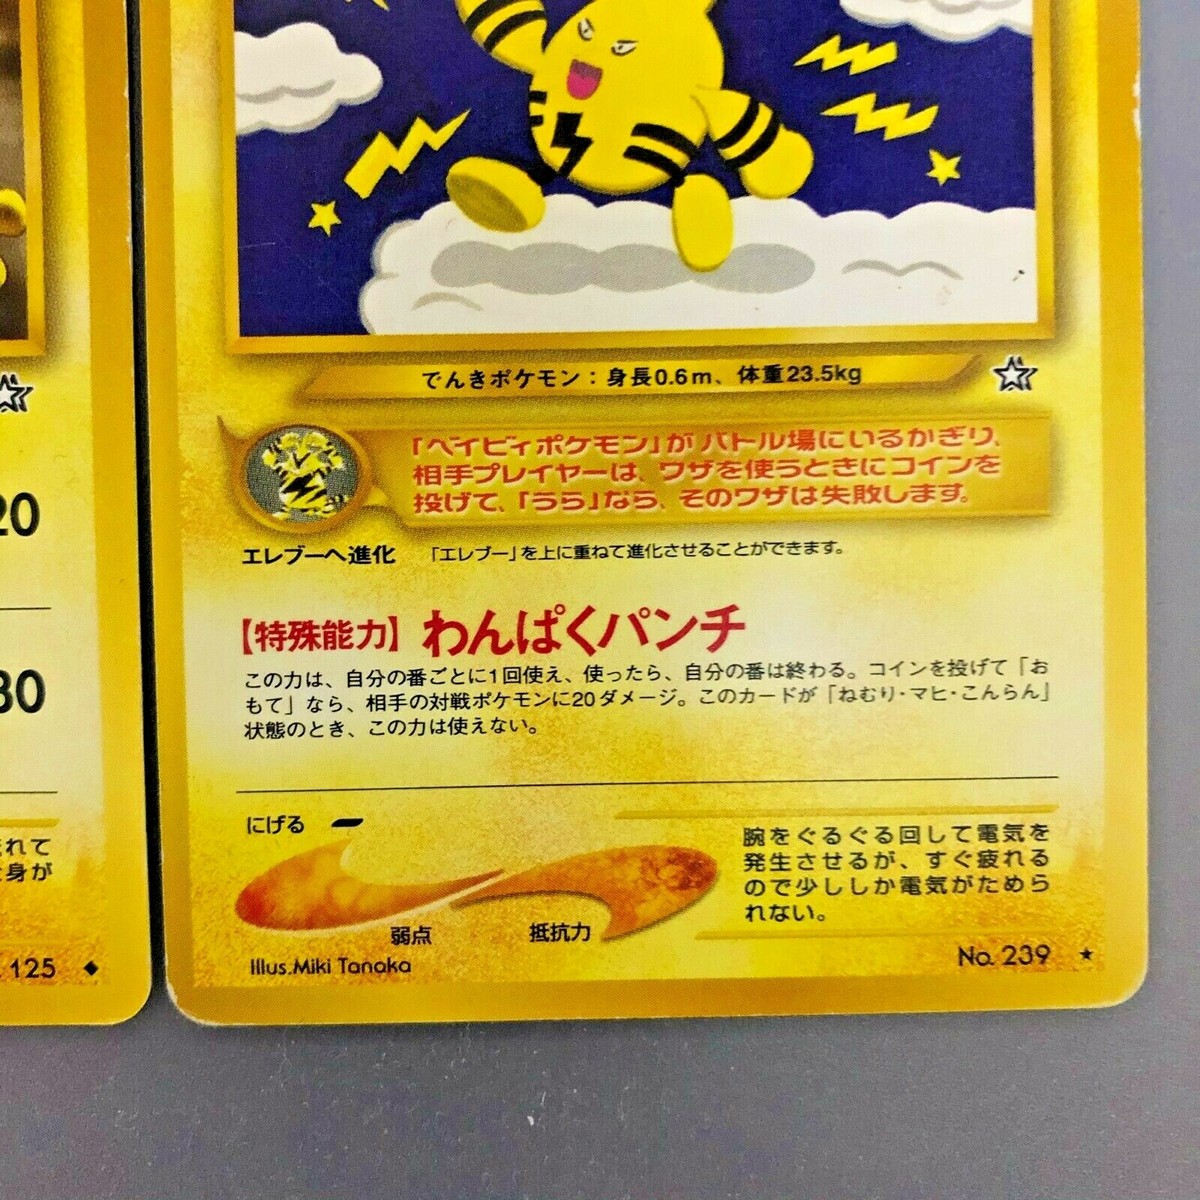 20
30
れて
身が
125 ◆
でんきポケモン：身長0.6m、体重23.5kg
「ベイビィポケモン」が バトル場にいるかぎり、
相手プレイヤーは、ワザを使うときにコインを
投げて、「うら」なら、そのワザは失敗します。
エレブーへ進化 「エレブー」を上に重ねて進化させることができます。
【特殊能力】 わんぱくパンチ
この力は、自分の番ごとに1回使え、使ったら、自分の番は終わる。コインを投げて「お
もて」なら、相手の対戦ポケモンに20ダメージ。このカードが「ねむり・マヒ・こんらん」
状態のとき、この力は使えない。
にげる
腕をぐるぐる回して電気を
発生させるが、すぐ疲れる
ので少ししか電気がためら
れない。
弱点 抵抗力
Illus.Miki Tanaka
No. 239 ★